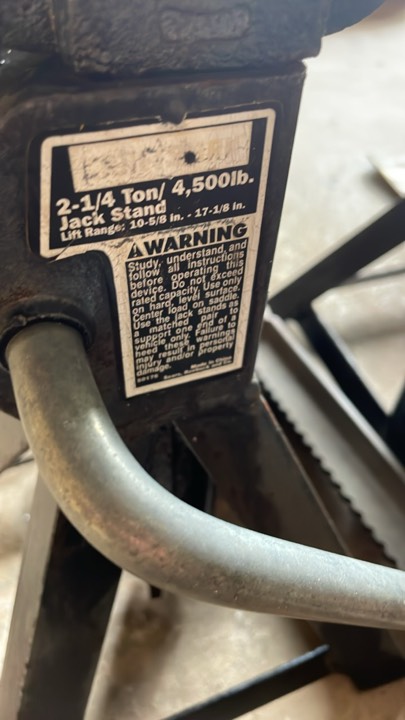 2-1/4 Ton/ 4,500lb.
Jack Stand
Lift Range: 10-5/8 in. - 17-1/8 in.
WARNING
Study, understand, and
follow all instructions
before operating this
device. Do not exceed
rated capacity. Use only
on hard, level surface.
Center load on saddle.
Use the jack stands as
a matched pair to
support one end of a
vehicle only. Failure to
heed these warnings
may result in personal
injury and/or property
damage.
Made in China